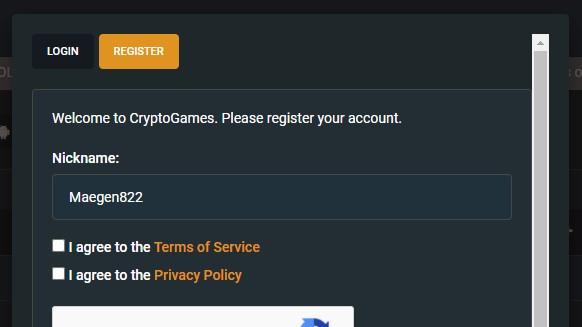 LOGIN
REGISTER
Welcome to CryptoGames. Please register your account.
Nickname:
Maegen822
I agree to the Terms of Service
I agree to the Privacy Policy